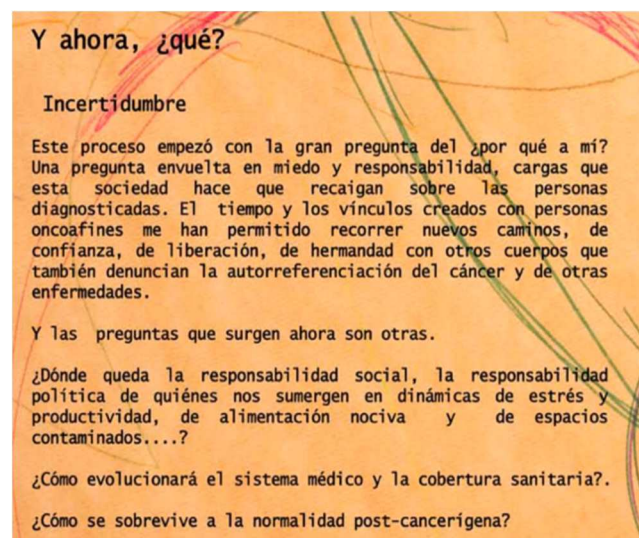 Y ahora, ¿qué?
Incertidumbre
Este proceso empezó con la gran pregunta del ¿por qué a mí?
Una pregunta envuelta en miedo y responsabilidad, cargas que
esta sociedad hace que recaigan sobre las personas
diagnosticadas. El tiempo y los vínculos creados con personas
oncoafines me han permitido recorrer nuevos caminos, de
confianza, de liberación, de hermandad con otros cuerpos que
también denuncian la autorreferenciación del cáncer y de otras
enfermedades.
Y las preguntas que surgen ahora son otras.
¿Dónde queda la responsabilidad social, la responsabilidad
política de quiénes nos sumergen en dinámicas de estrés y
productividad, de alimentación nociva y de espacios
contaminados....?
¿Cómo evolucionará el sistema médico y la cobertura sanitaria?.
¿Cómo se sobrevive a la normalidad post-cancerígena?